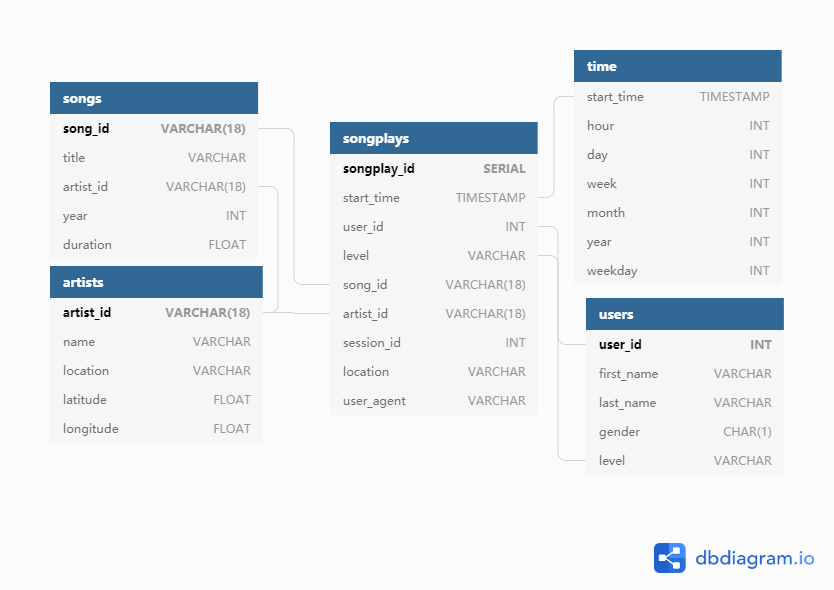 songs
song_id VARCHAR(18)
title VARCHAR
artist_id VARCHAR(18)
year INT
duration FLOAT
artists
artist_id VARCHAR(18)
name VARCHAR
location VARCHAR
latitude FLOAT
longitude FLOAT
songplays
songplay_id SERIAL
start_time TIMESTAMP
user_id INT
level VARCHAR
song_id VARCHAR(18)
artist_id VARCHAR(18)
session_id INT
location VARCHAR
user_agent VARCHAR
time
start_time TIMESTAMP
hour INT
day INT
week INT
month INT
year INT
weekday INT
users
user_id INT
first_name VARCHAR
last_name VARCHAR
gender CHAR(1)
level VARCHAR
dbdiagram.io